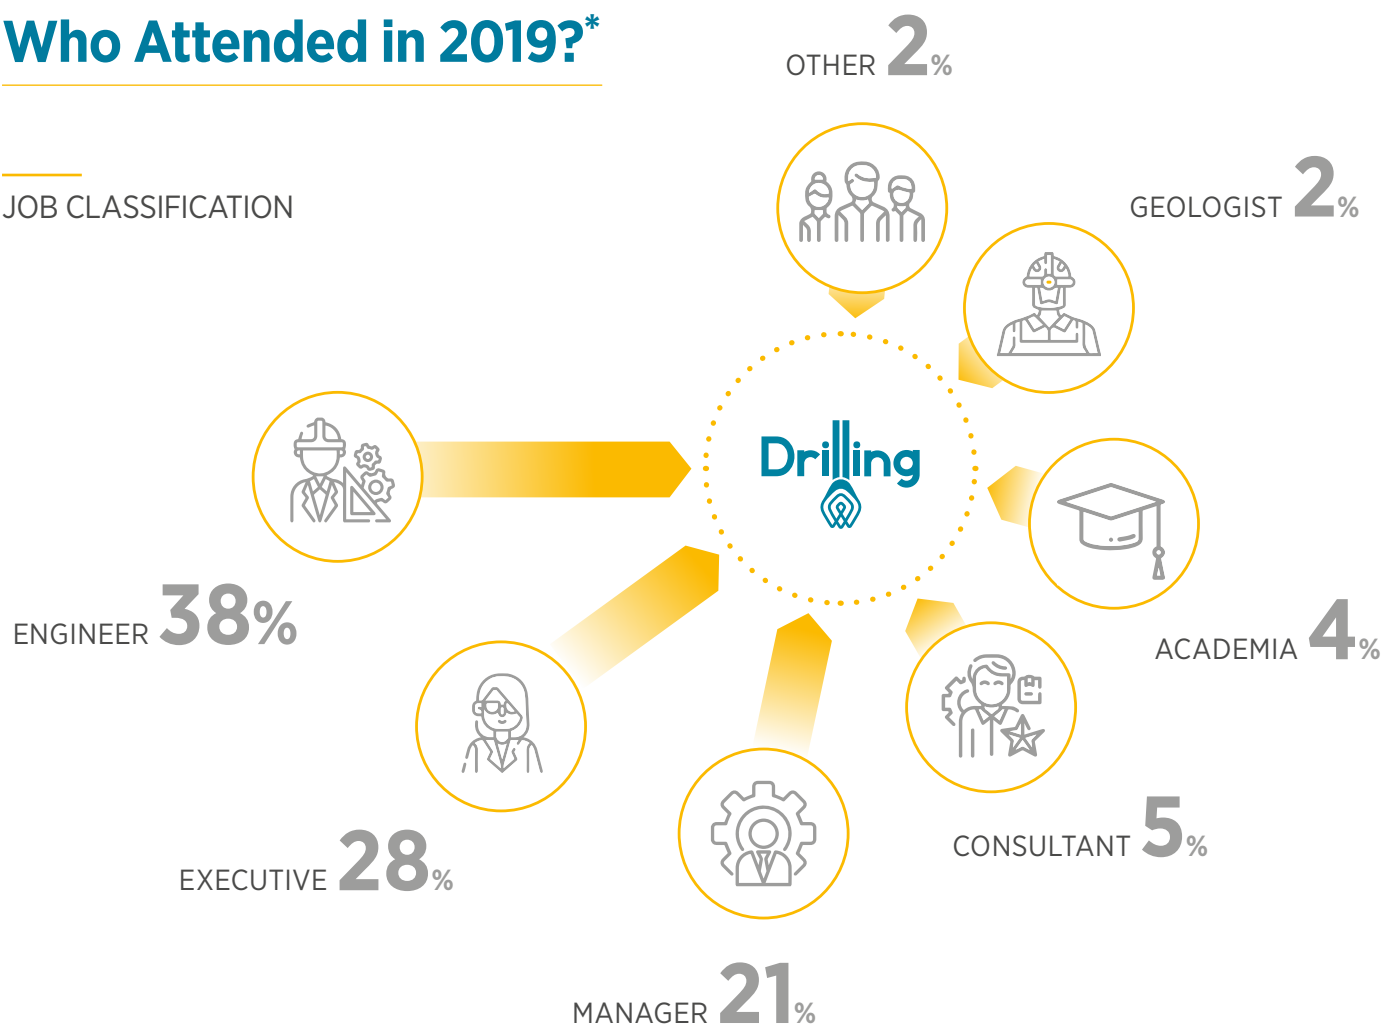 Who Attended in 2019?*
JOB CLASSIFICATION
OTHER 2%
GEOLOGIST 2%
Drilling
ENGINEER 38%
ACADEMIA 4%
EXECUTIVE 28%
CONSULTANT 5%
MANAGER 21%